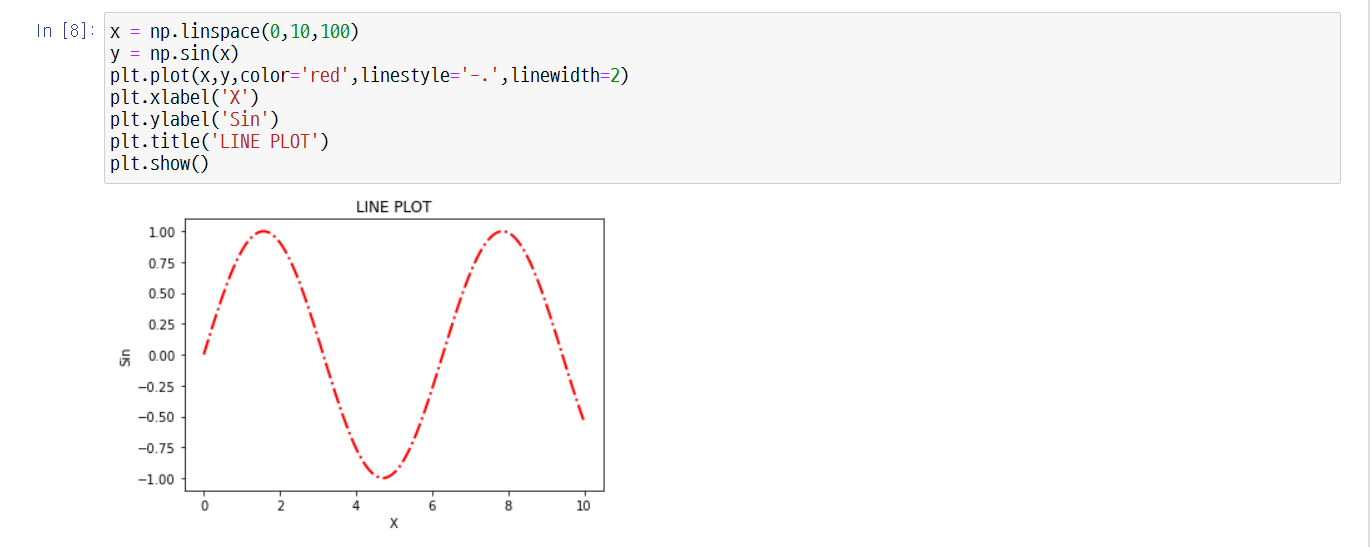 In [8]:
x = np.linspace(0,10,100)
y = np.sin(x)
plt.plot(x,y,color='red',linestyle='-.',linewidth=2)
plt.xlabel('X')
plt.ylabel('Sin')
plt.title('LINE PLOT')
plt.show()
LINE PLOT
1.00
0.75
0.50
0.25
0.00
−0.25
−0.50
−0.75
−1.00
Sin
0 2 4 6 8 10
X